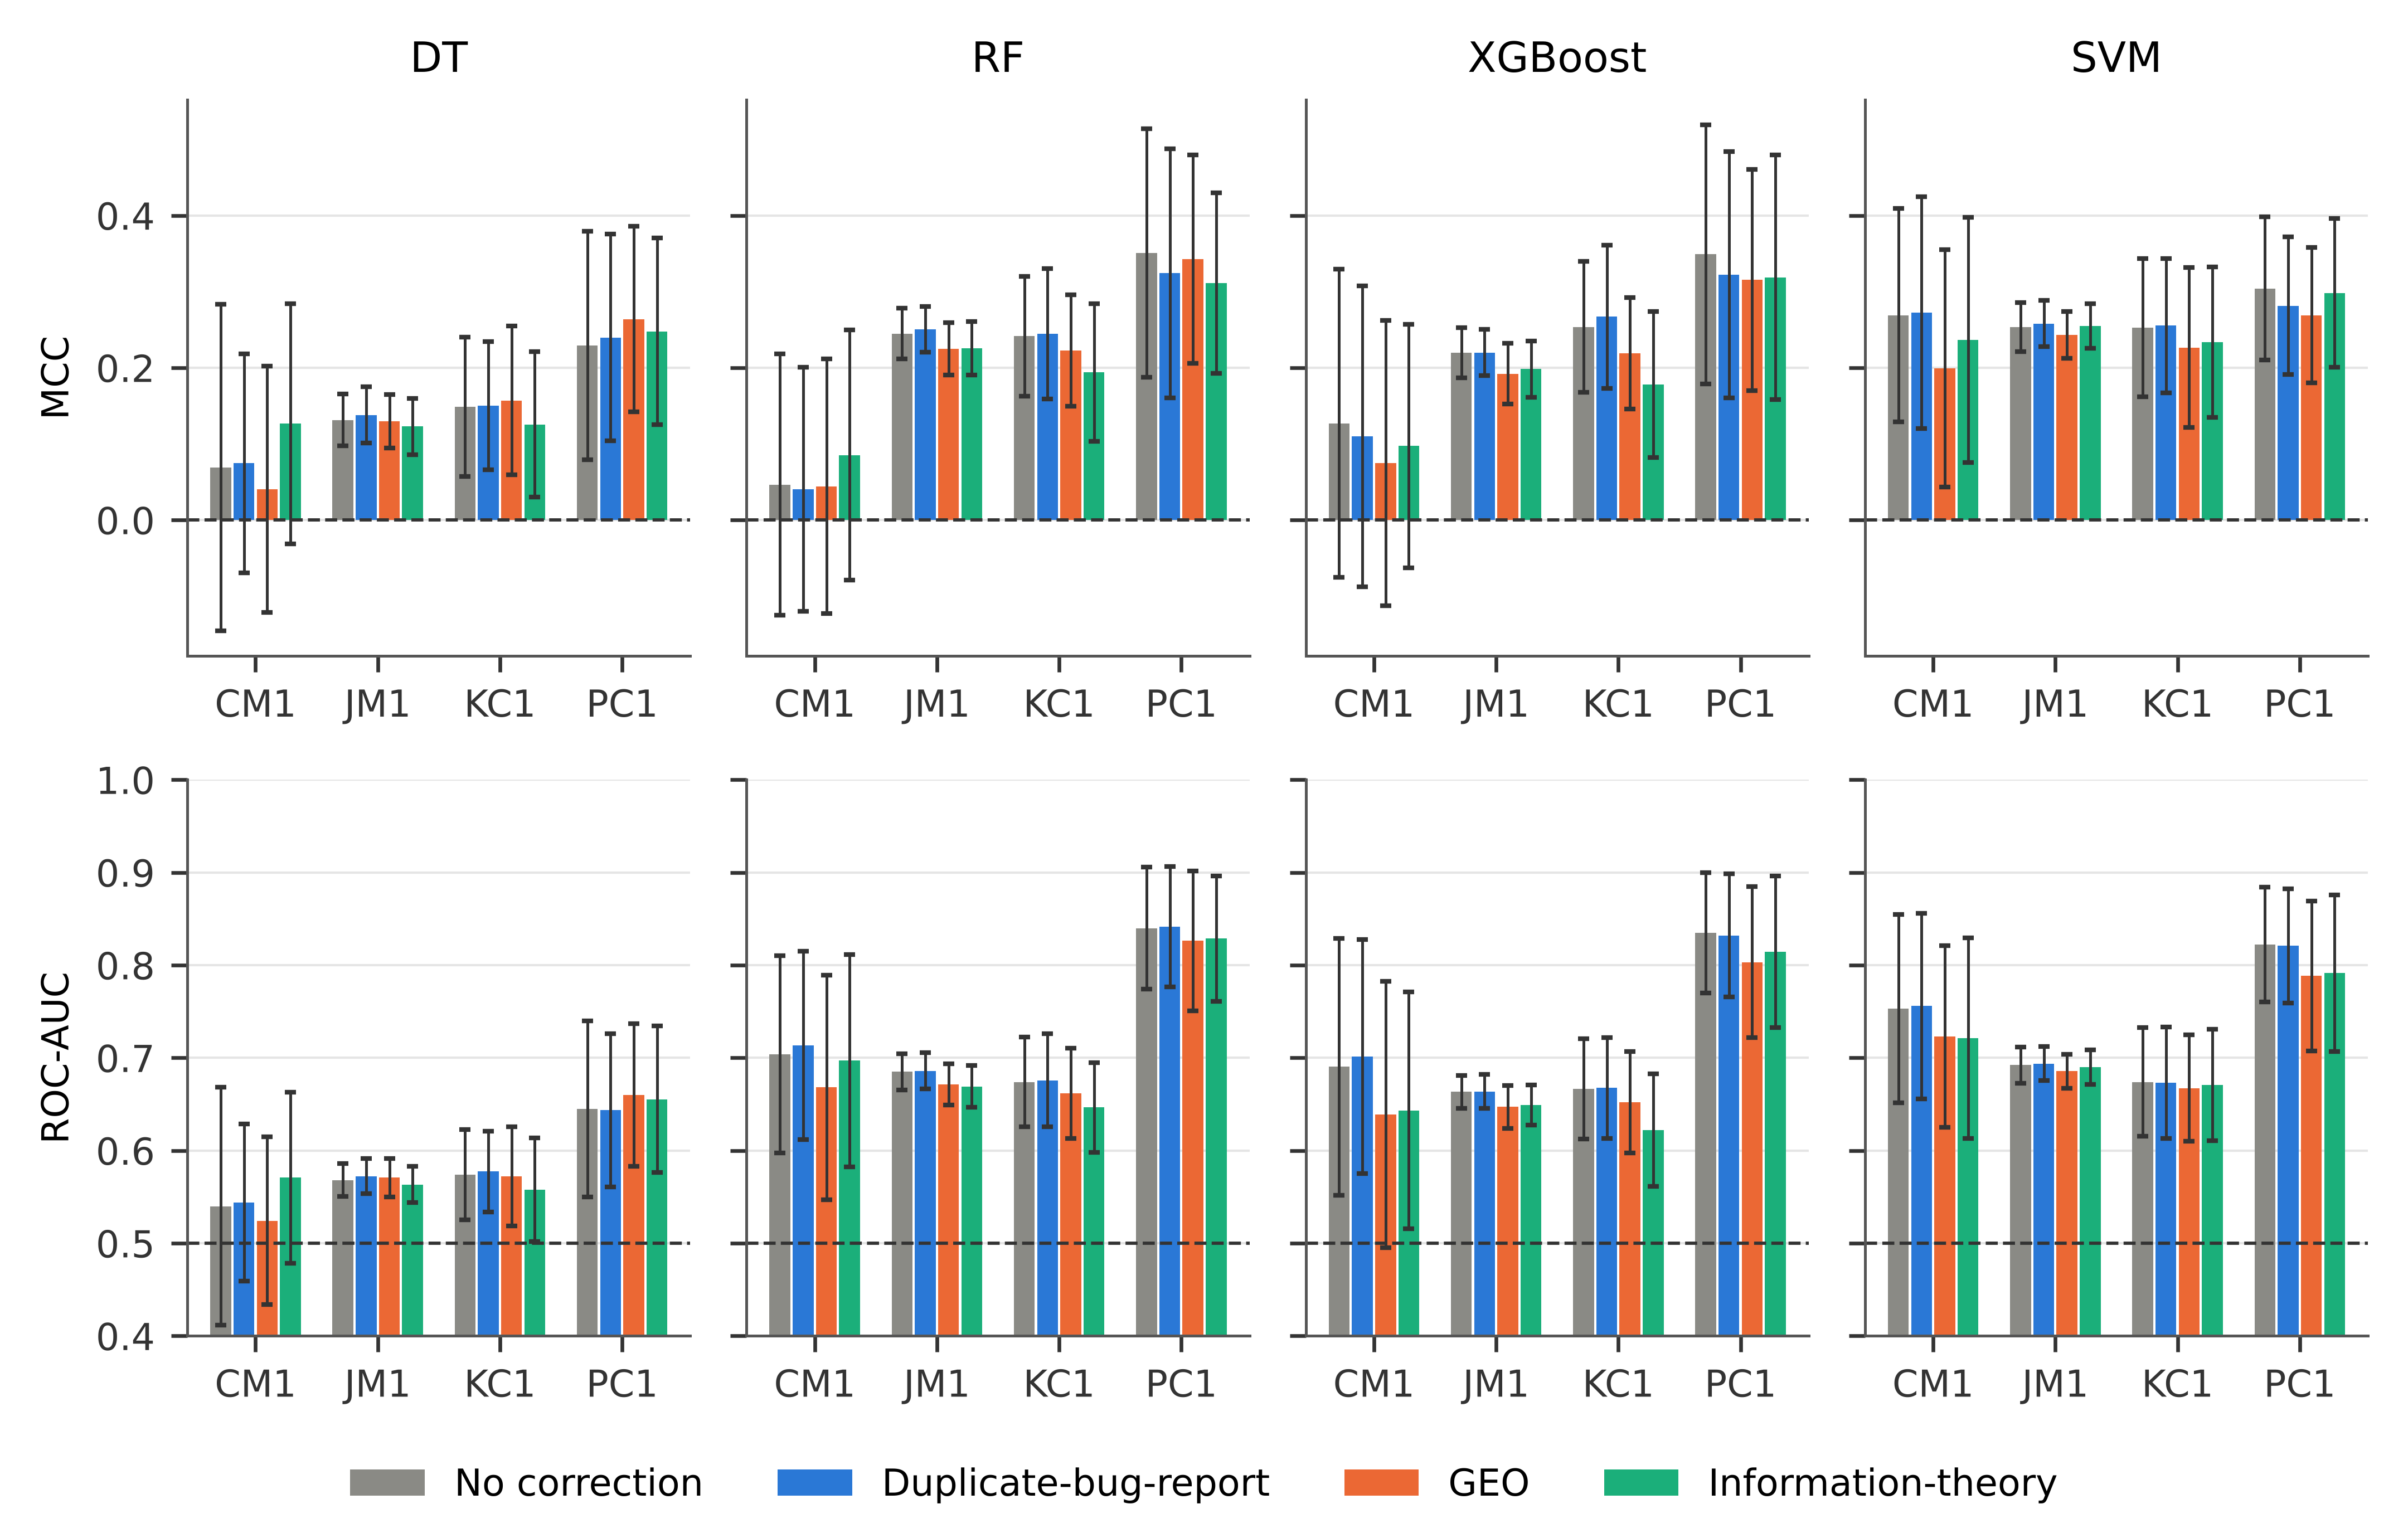 DT RF XGBoost SVM
MCC
0.4
0.2
0.0
CM1 JM1 KC1 PC1 CM1 JM1 KC1 PC1 CM1 JM1 KC1 PC1 CM1 JM1 KC1 PC1
ROC-AUC
1.0
0.9
0.8
0.7
0.6
0.5
0.4
CM1 JM1 KC1 PC1 CM1 JM1 KC1 PC1 CM1 JM1 KC1 PC1 CM1 JM1 KC1 PC1
No correction Duplicate-bug-report GEO Information-theory